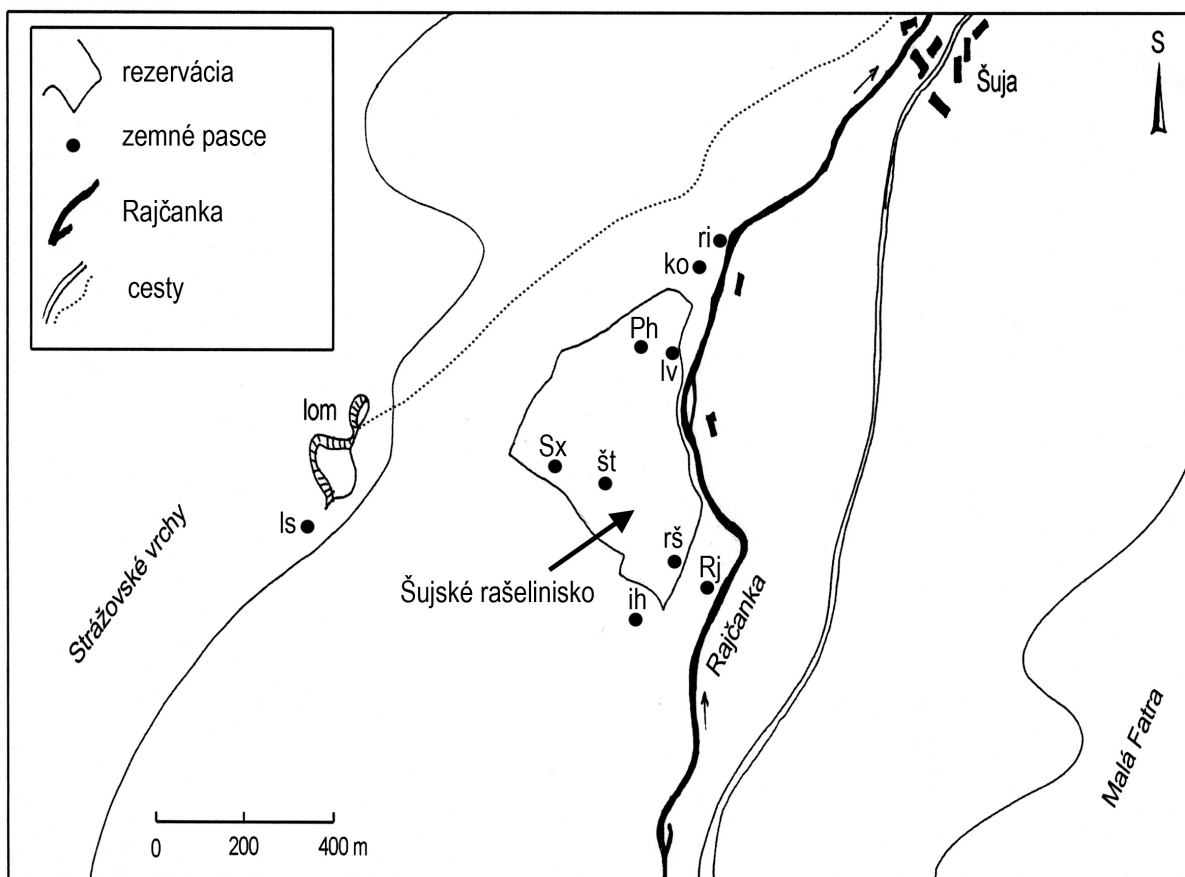 rezervácia
zemné pasce
Rajčanka
cesty
S
Šuja
ri
ko
Ph
lv
lom
Sx
št
ls
rš
Rj
Šujské rašelinisko
ih
Rajčanka
Strážovské vrchy
Malá Fatra
0 200 400 m